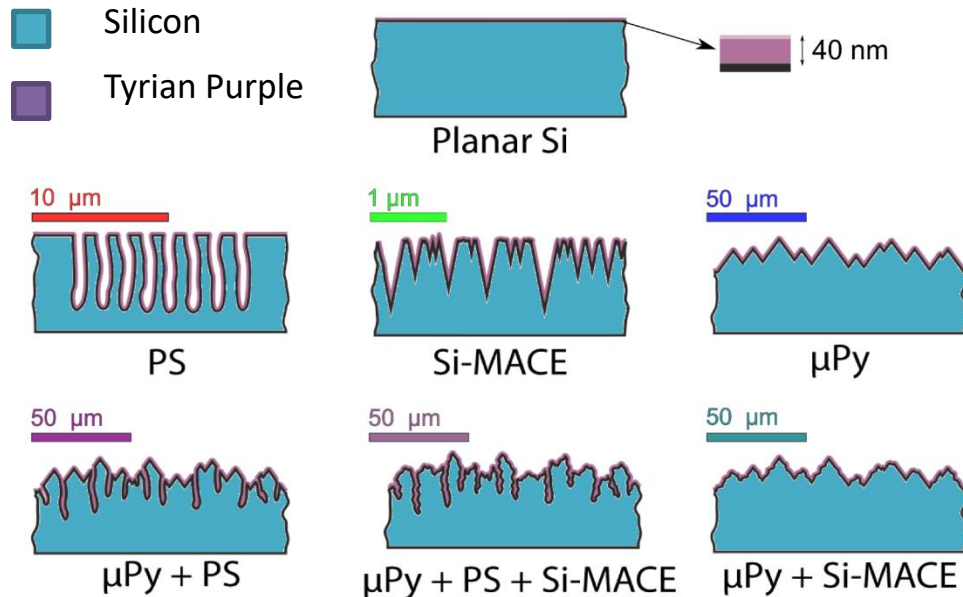 Silicon
Tyrian Purple
40 nm
Planar Si
10 μm
1 μm
50 μm
PS
Si-MACE
μPy
50 μm
50 μm
50 μm
μPy + PS
μPy + PS + Si-MACE
μPy + Si-MACE